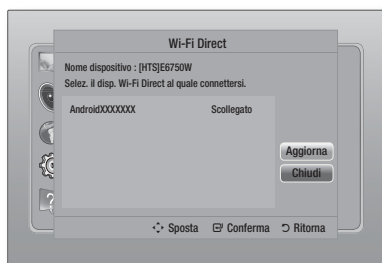 Wi-Fi Direct
Nome dispositivo : [HTS]E6750W
Selez. il disp. Wi-Fi Direct al quale connettersi.
AndroidXXXXXXX Scollegato
Aggiorna
Chiudi
Sposta Conferma Ritorna